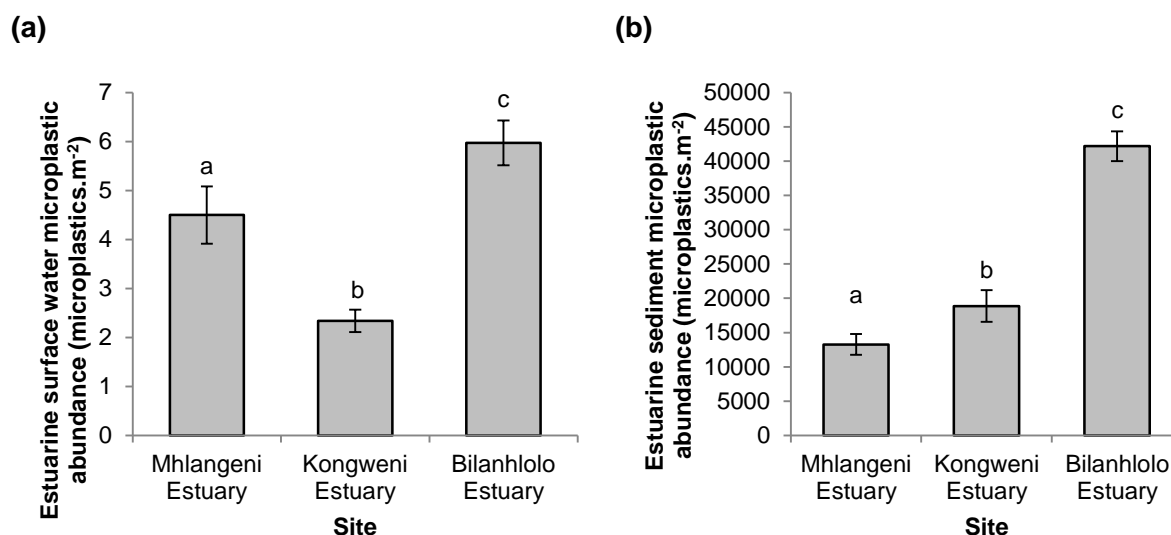 (a)
Estuarine surface water microplastic
abundance (microplastics.m-2)
7
6
5
4
3
2
1
0
a
b
c
Mhlangeni
Estuary
Kongweni
Estuary
Bilanhlolo
Estuary
Site
(b)
Estuarine sediment microplastic
abundance (microplastics.m-2)
50000
45000
40000
35000
30000
25000
20000
15000
10000
5000
0
a
b
c
Mhlangeni
Estuary
Kongweni
Estuary
Bilanhlolo
Estuary
Site